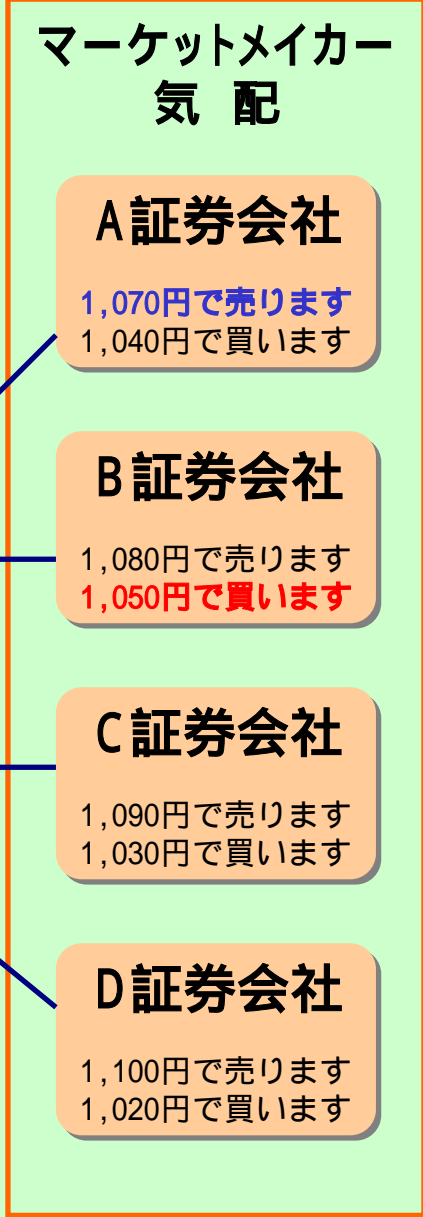 マーケットメイカー
気 配
A証券会社
1,070円で売ります
1,040円で買います
B証券会社
1,080円で売ります
1,050円で買います
C証券会社
1,090円で売ります
1,030円で買います
D証券会社
1,100円で売ります
1,020円で買います